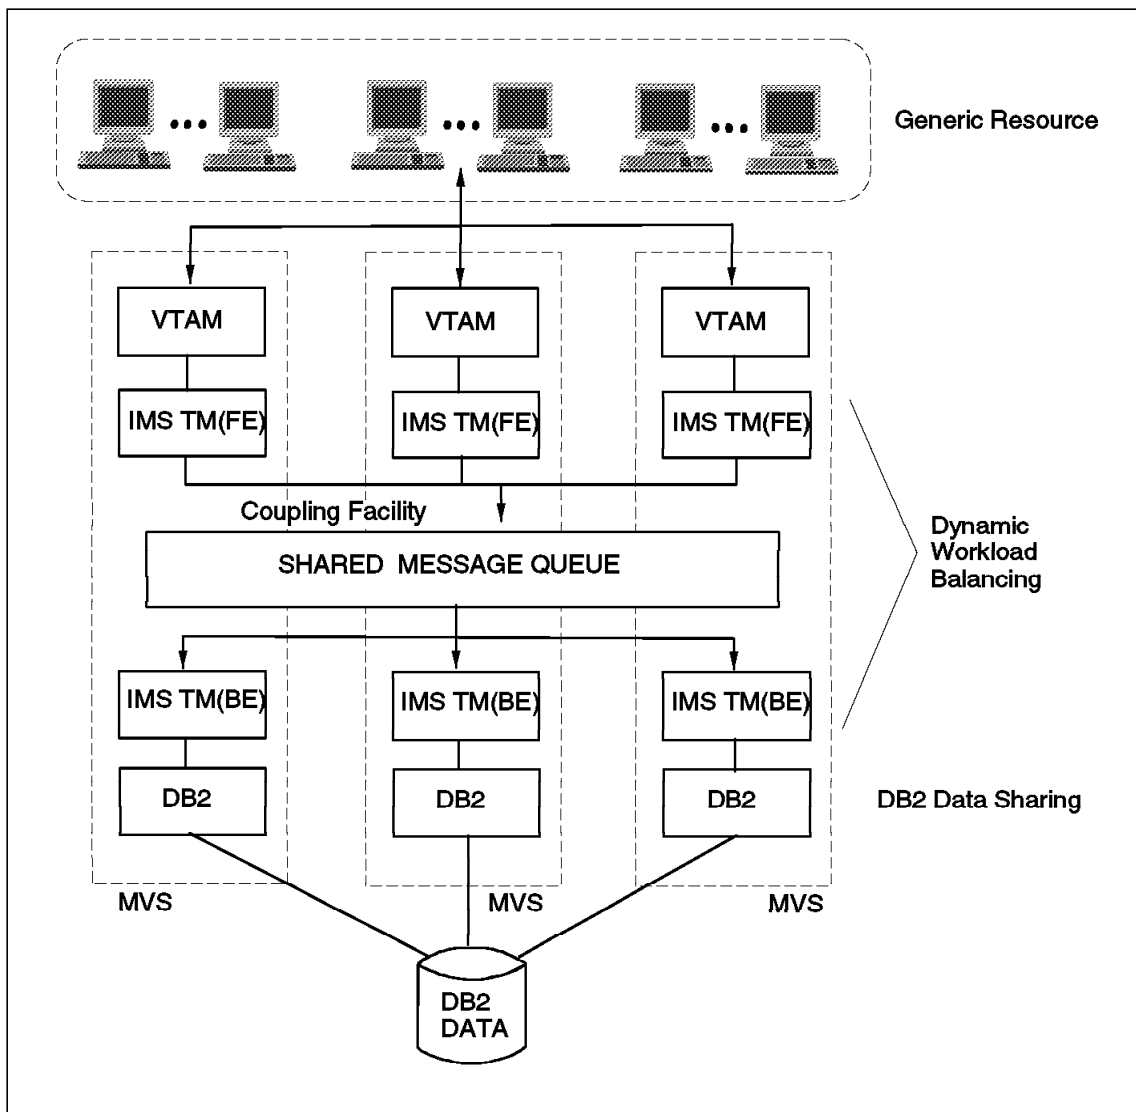 Generic Resource
VTAM
VTAM
VTAM
IMS TM(FE)
IMS TM(FE)
IMS TM(FE)
Coupling Facility
SHARED MESSAGE QUEUE
Dynamic
Workload
Balancing
IMS TM(BE)
IMS TM(BE)
IMS TM(BE)
DB2
DB2
DB2
DB2 Data Sharing
MVS
MVS
MVS
DB2
DATA